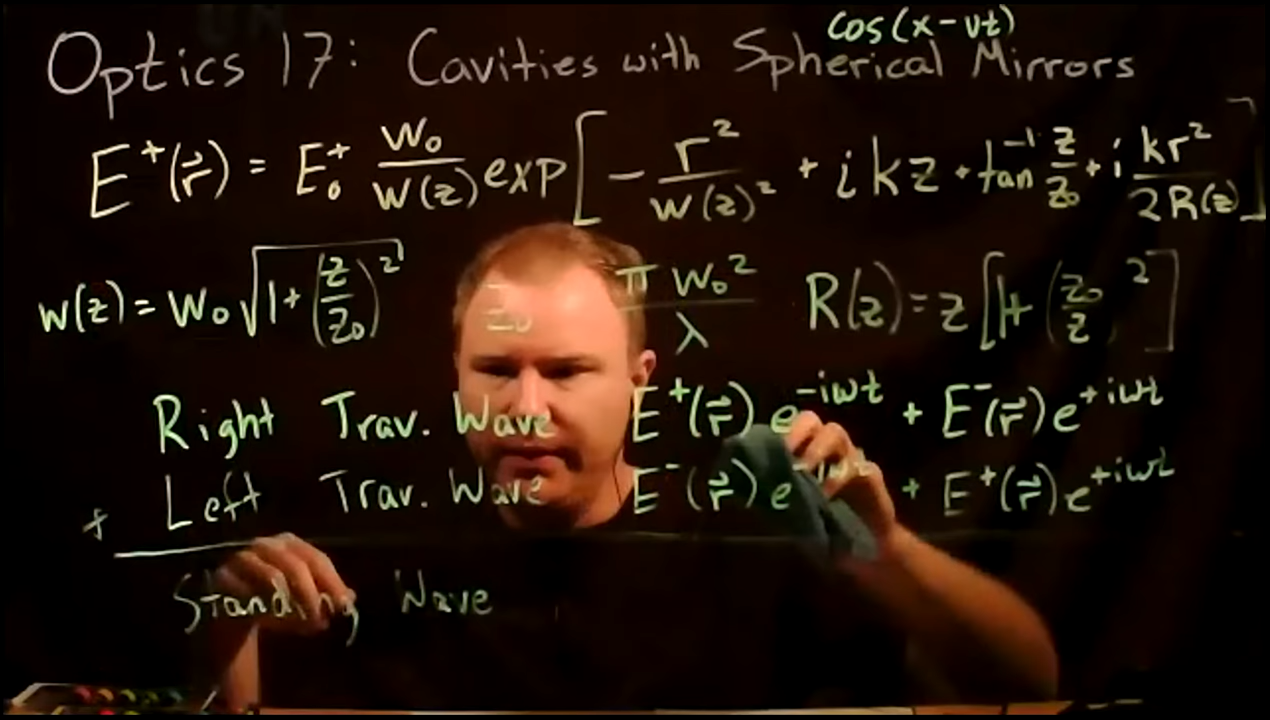 cos(x-vt)
Optics 17: Cavities with Spherical Mirrors
E⁺(r⃗) = E₀⁺ W₀/W(z) exp[-r²/W(z)² + ikz + tan⁻¹ z/z₀ + i kr²/2R(z)]
W(z) = W₀ √(1+(z/z₀)²) z₀ πW₀²/λ R(z) = z[1+(z₀/z)²]
Right Trav. Wave E⁺(r⃗)e^(-iωt) + E⁻(r⃗)e^(+iωt)
+ Left Trav. Wave E⁻(r⃗)e^(-iωt) + E⁺(r⃗)e^(+iωt)
Standing Wave